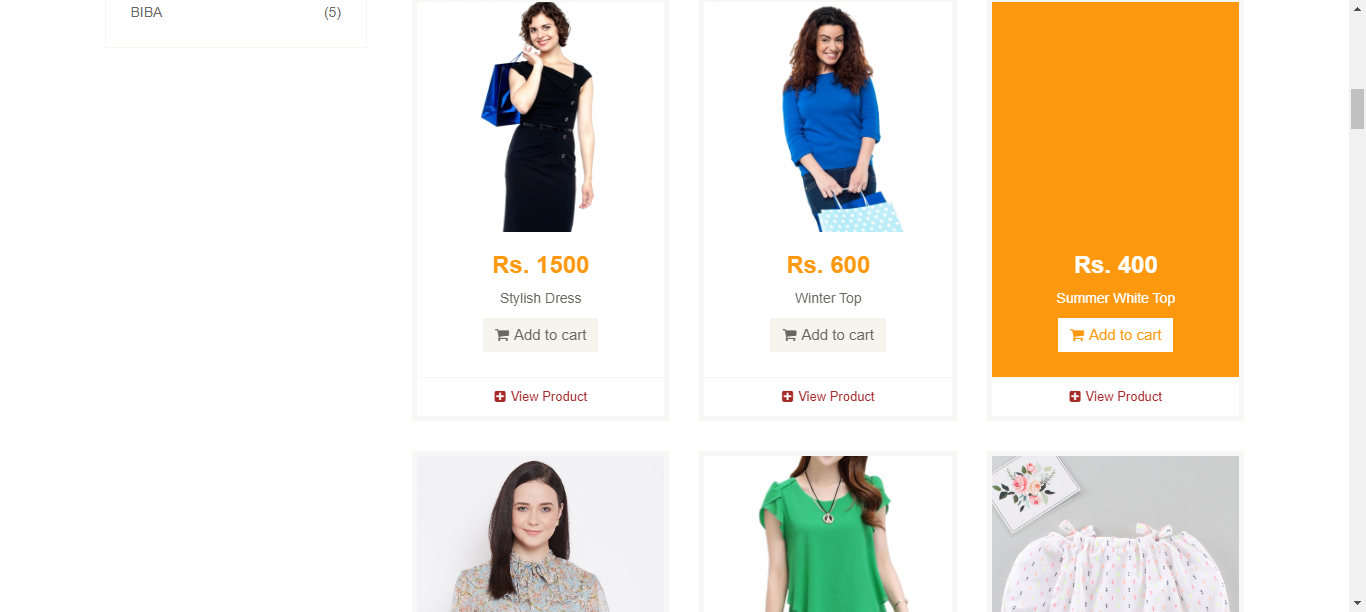 BIBA (5)
Rs. 1500
Stylish Dress
Add to cart
View Product
Rs. 600
Winter Top
Add to cart
View Product
Rs. 400
Summer White Top
Add to cart
View Product